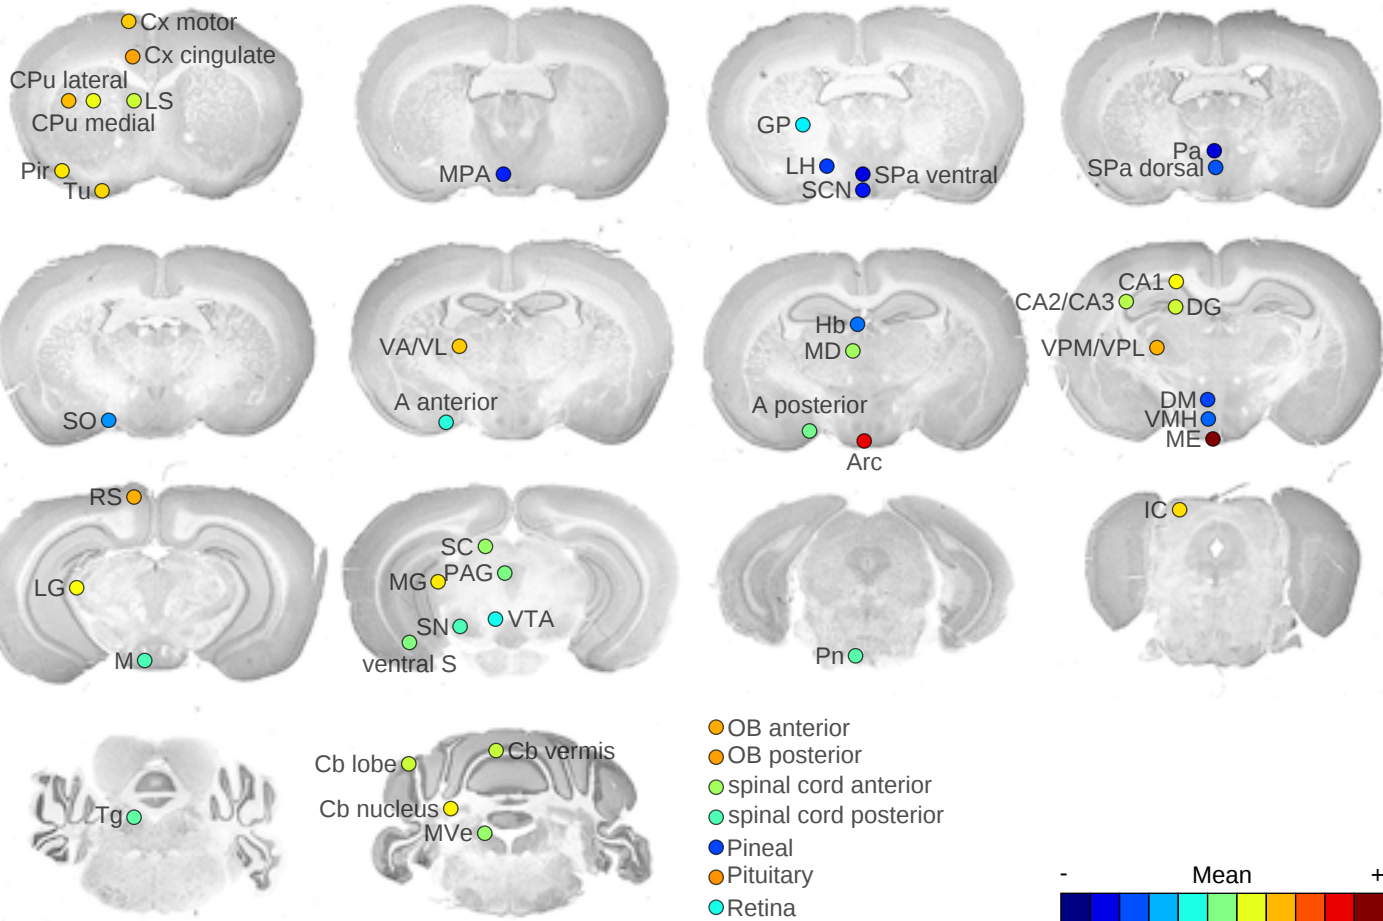 Cx motor
Cx cingulate
CPu lateral
LS
CPu medial
Pir
Tu
MPA
GP
LH
SPa ventral
SCN
Pa
SPa dorsal
SO
VA/VL
A anterior
Hb
MD
A posterior
Arc
CA1
CA2/CA3
DG
VPM/VPL
DM
VMH
ME
RS
LG
M
SC
MG
PAG
SN
VTA
ventral S
Pn
IC
Tg
Cb lobe
Cb vermis
Cb nucleus
MVe
OB anterior
OB posterior
spinal cord anterior
spinal cord posterior
Pineal
Pituitary
Retina
- Mean +